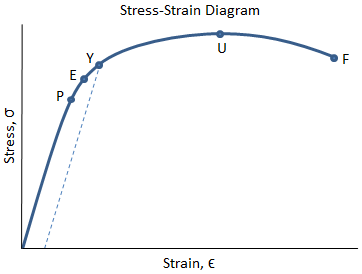 Stress-Strain Diagram
Y
E
P
U
F
Stress, σ
Strain, ϵ